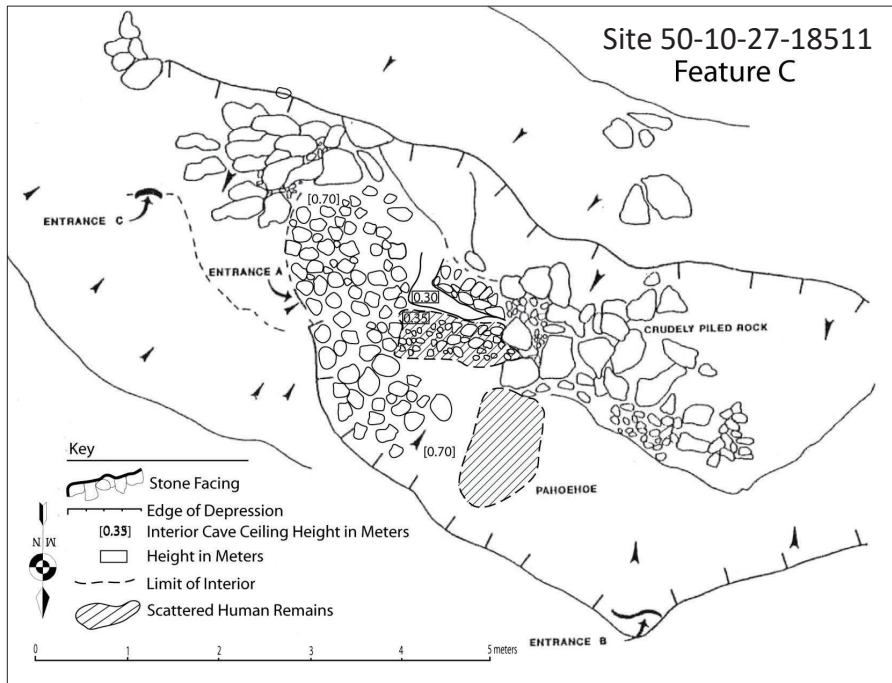 Site 50-10-27-18511
Feature C
[0.70]
ENTRANCE C
ENTRANCE A
0.30
0.35
CRUDELY PILED ROCK
[0.70]
PAHOEHOE
Key
Stone Facing
Edge of Depression
[0.35] Interior Cave Ceiling Height in Meters
Height in Meters
Limit of Interior
Scattered Human Remains
N M
ENTRANCE B
0 1 2 3 4 5 meters